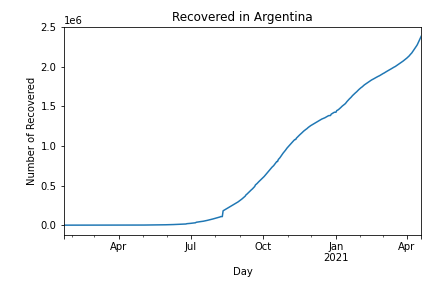 Recovered in Argentina
1e6
2.5
2.0
1.5
1.0
0.5
0.0
Number of Recovered
Apr
Jul
Oct
Jan
2021
Apr
Day